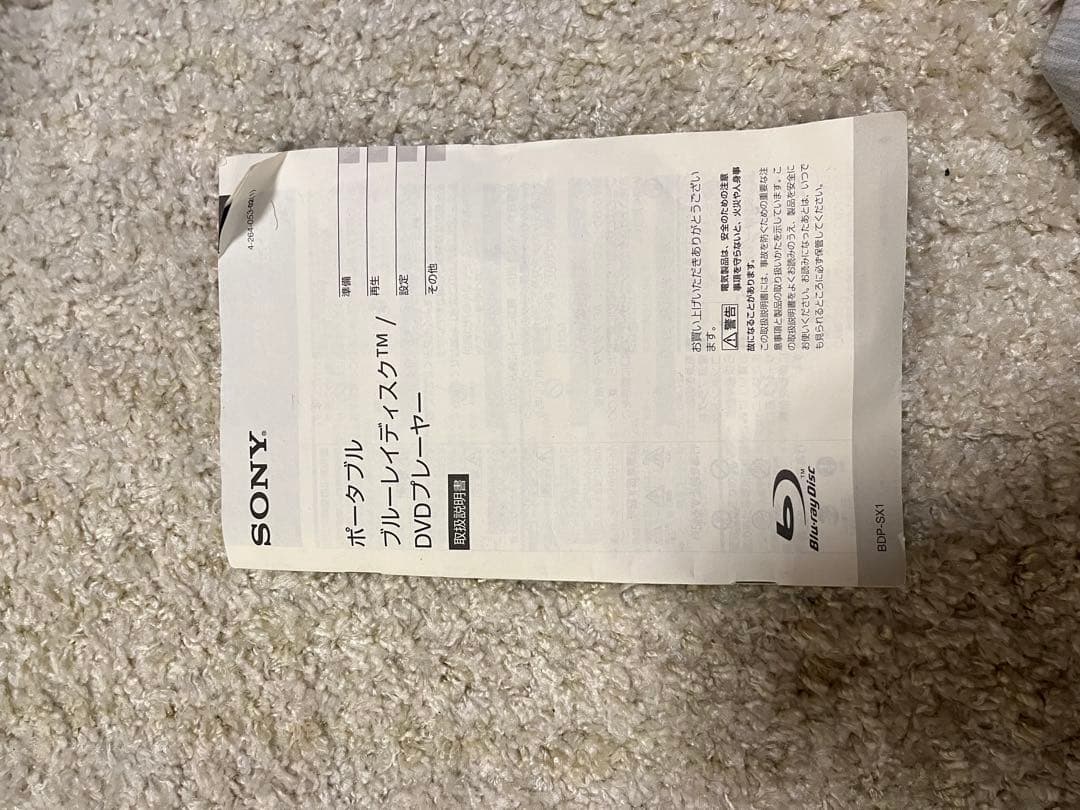 4-264-053-02(1)
SONY®
準備
再生
設定
その他
ポータブル
ブルーレイディスク™ /
DVDプレーヤー
取扱説明書
お買い上げいただきありがとうござい
ます。
警告
電気製品は、安全のための注意
事項を守らないと、火災や人身事
故になることがあります。
この取扱説明書には、事故を防ぐための重要な注
意事項と製品の取り扱いかたを示しています。こ
の取扱説明書をよくお読みのうえ、製品を安全に
お使いください。お読みになったあとは、いつで
も見られるところに必ず保管してください。
Blu-ray Disc™
BDP-SX1